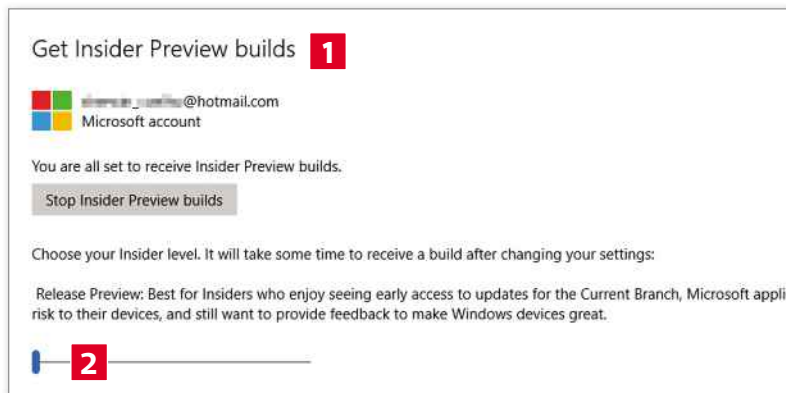 Get Insider Preview builds 1
@hotmail.com
Microsoft account
You are all set to receive Insider Preview builds.
Stop Insider Preview builds
Choose your Insider level. It will take some time to receive a build after changing your settings:
Release Preview: Best for Insiders who enjoy seeing early access to updates for the Current Branch, Microsoft appli
risk to their devices, and still want to provide feedback to make Windows devices great.
2